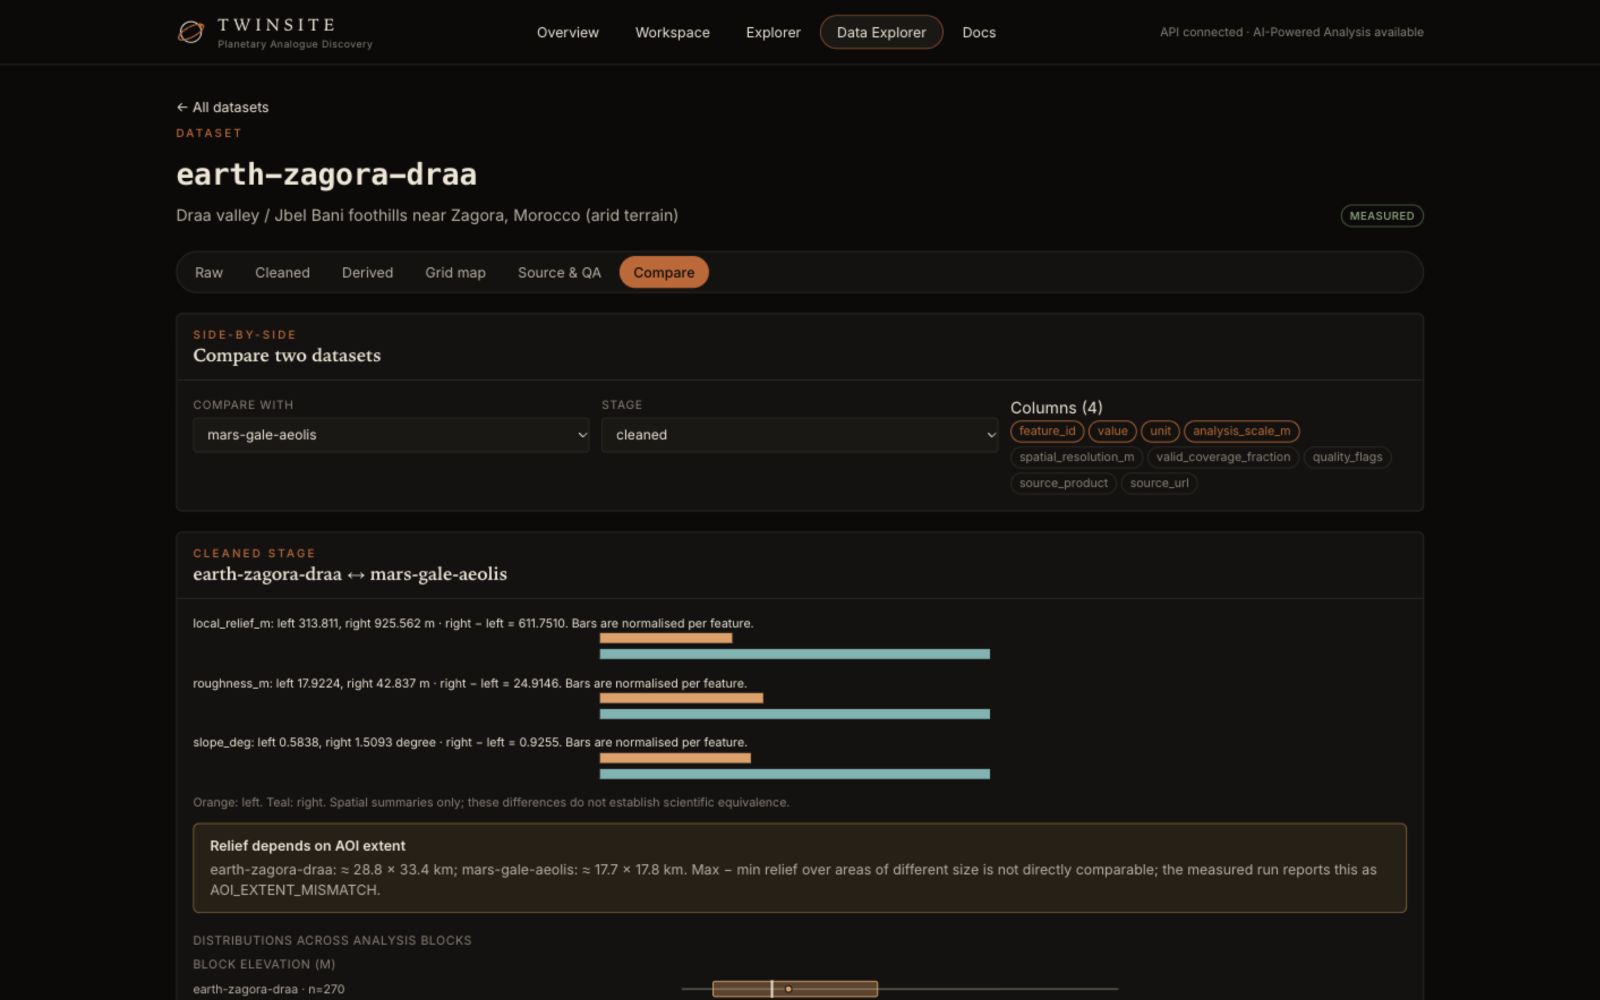 TWINSITE
Planetary Analogue Discovery
Overview
Workspace
Explorer
Data Explorer
Docs
API connected · AI-Powered Analysis available
← All datasets
DATASET
earth-zagora-draa
Draa valley / Jbel Bani foothills near Zagora, Morocco (arid terrain)
MEASURED
Raw
Cleaned
Derived
Grid map
Source & QA
Compare
SIDE-BY-SIDE
Compare two datasets
COMPARE WITH
mars-gale-aeolis
STAGE
cleaned
Columns (4)
feature_id
value
unit
analysis_scale_m
spatial_resolution_m
valid_coverage_fraction
quality_flags
source_product
source_url
CLEANED STAGE
earth-zagora-draa ↔ mars-gale-aeolis
local_relief_m: left 313.811, right 925.562 m · right − left = 611.7510. Bars are normalised per feature.
roughness_m: left 17.9224, right 42.837 m · right − left = 24.9146. Bars are normalised per feature.
slope_deg: left 0.5838, right 1.5093 degree · right − left = 0.9255. Bars are normalised per feature.
Orange: left. Teal: right. Spatial summaries only; these differences do not establish scientific equivalence.
Relief depends on AOI extent
earth-zagora-draa: ≈ 28.8 × 33.4 km; mars-gale-aeolis: ≈ 17.7 × 17.8 km. Max − min relief over areas of different size is not directly comparable; the measured run reports this as
AOI_EXTENT_MISMATCH.
DISTRIBUTIONS ACROSS ANALYSIS BLOCKS
BLOCK ELEVATION (M)
earth-zagora-draa · n=270